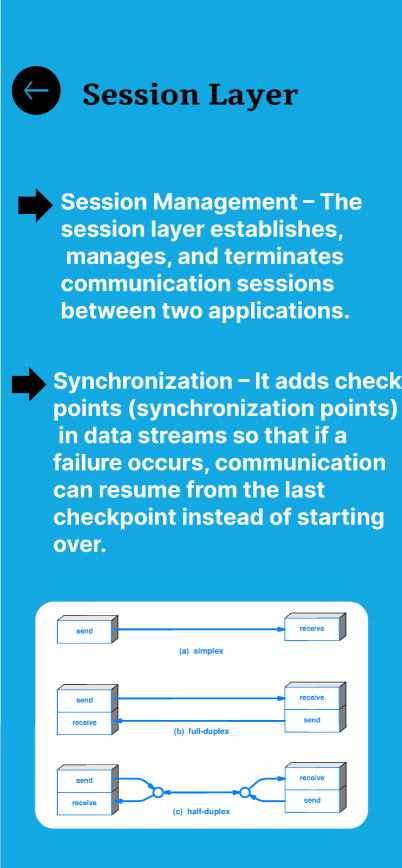 Session Layer
Session Management – The
session layer establishes,
manages, and terminates
communication sessions
between two applications.
Synchronization – It adds check
points (synchronization points)
in data streams so that if a
failure occurs, communication
can resume from the last
checkpoint instead of starting
over.
send
receive
(a) simplex
send
receive
receive
send
(b) full-duplex
send
receive
receive
send
(c) half-duplex